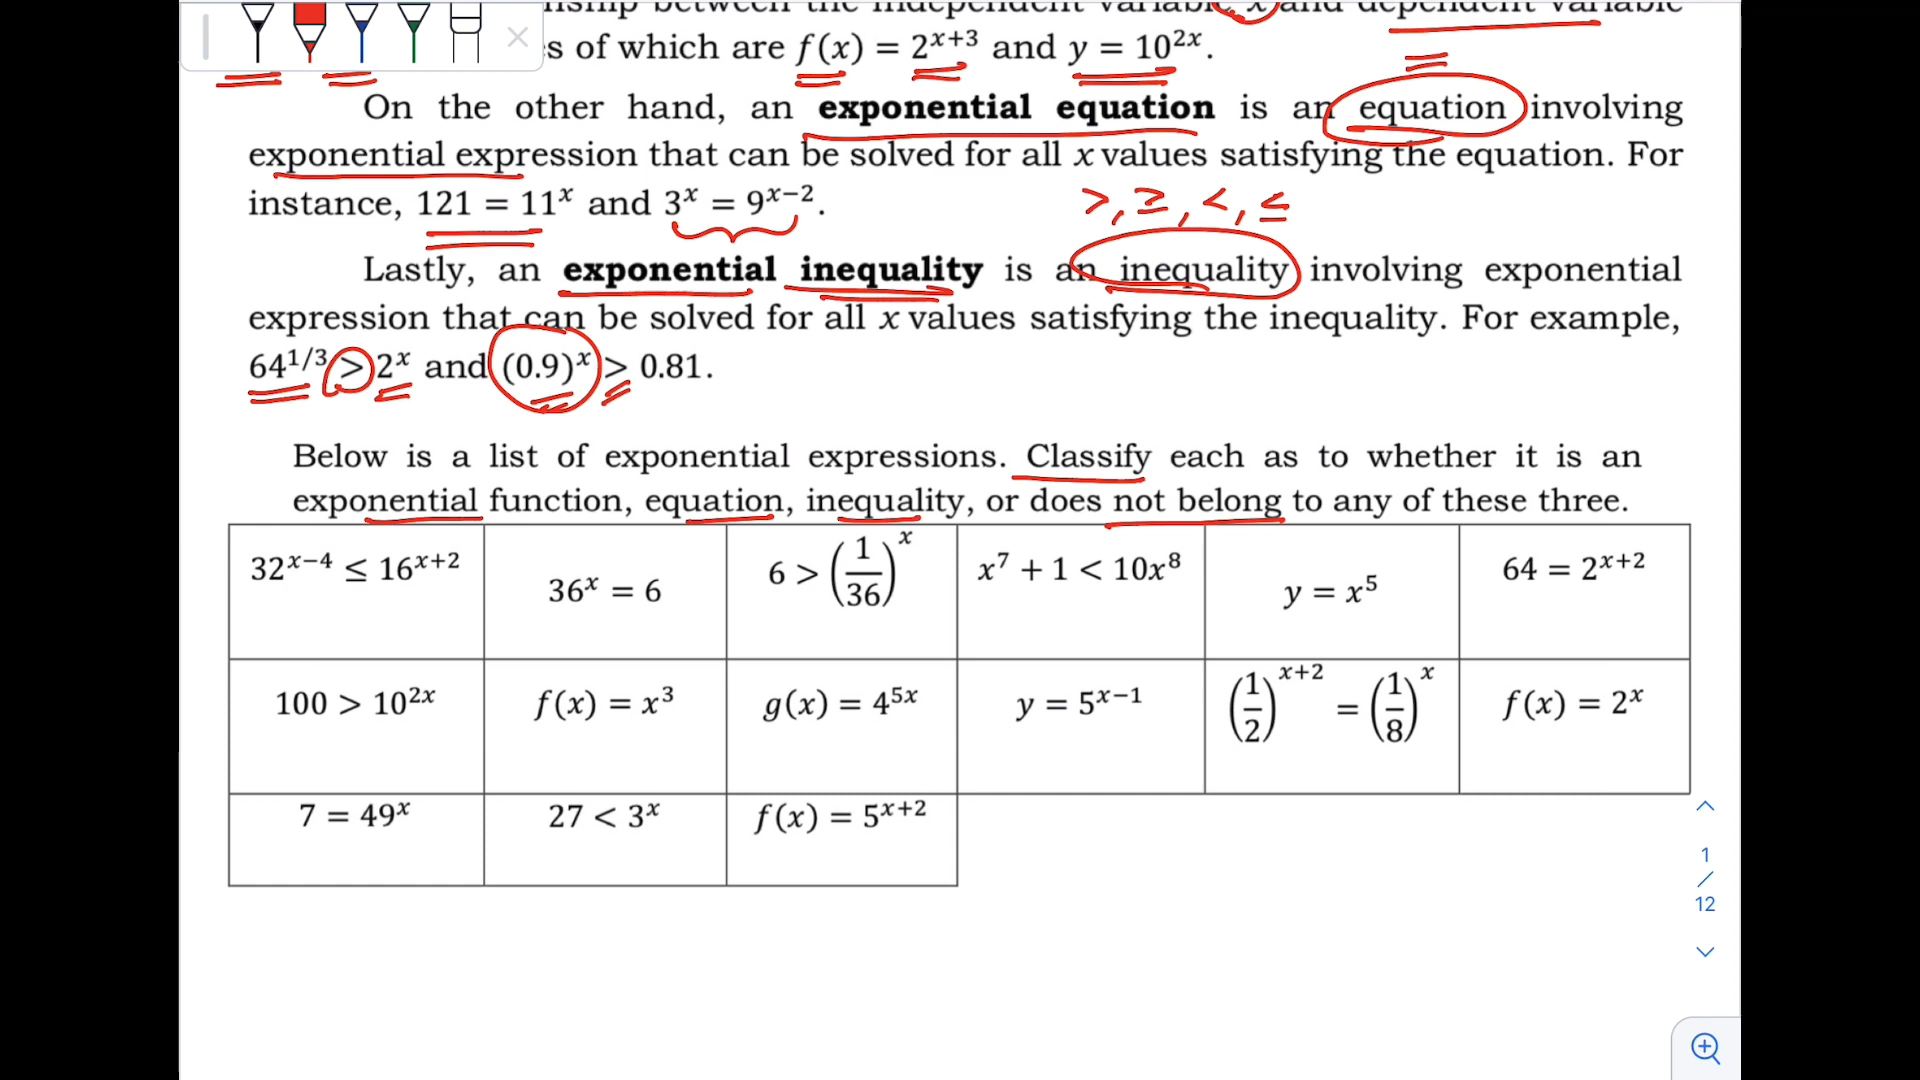 between the independent variable x and dependent variable
s of which are f(x) = 2^{x+3} and y = 10^{2x}.
On the other hand, an exponential equation is an equation involving
exponential expression that can be solved for all x values satisfying the equation. For
instance, 121 = 11^x and 3^x = 9^{x−2}.
>, ≥, <, ≤
Lastly, an exponential inequality is an inequality involving exponential
expression that can be solved for all x values satisfying the inequality. For example,
64^{1/3} > 2^x and (0.9)^x > 0.81.
Below is a list of exponential expressions. Classify each as to whether it is an
exponential function, equation, inequality, or does not belong to any of these three.
32^{x−4} ≤ 16^{x+2}
36^x = 6
6 > (1/36)^x
x^7 + 1 < 10x^8
y = x^5
64 = 2^{x+2}
100 > 10^{2x}
f(x) = x^3
g(x) = 4^{5x}
y = 5^{x−1}
(1/2)^{x+2} = (1/8)^x
f(x) = 2^x
7 = 49^x
27 < 3^x
f(x) = 5^{x+2}
1
/
12